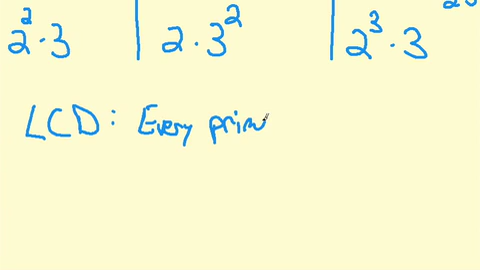 2² · 3 | 2 · 3² | 2³ · 3
LCD: Every prim